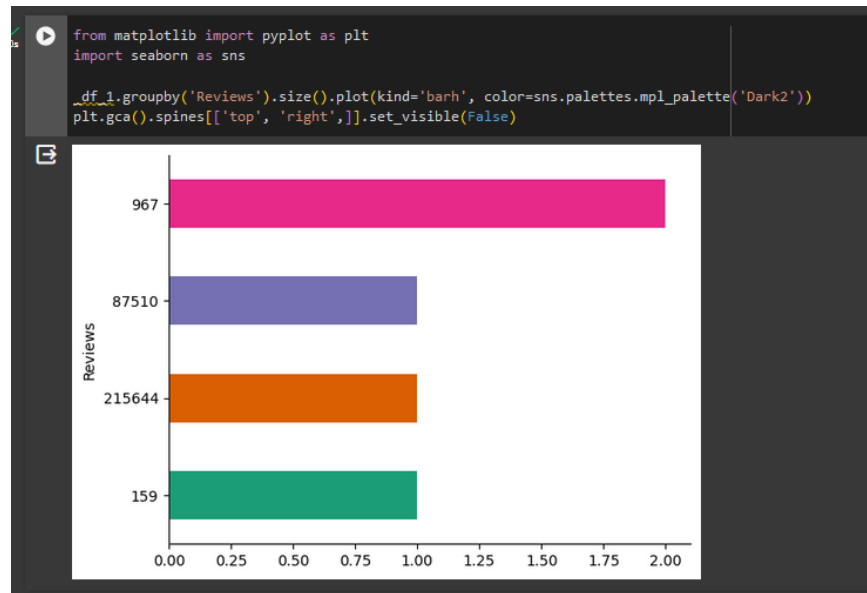 from matplotlib import pyplot as plt
import seaborn as sns
_df_1.groupby('Reviews').size().plot(kind='barh', color=sns.palettes.mpl_palette('Dark2'))
plt.gca().spines[['top', 'right',]].set_visible(False)
967
87510
215644
159
Reviews
0.00 0.25 0.50 0.75 1.00 1.25 1.50 1.75 2.00